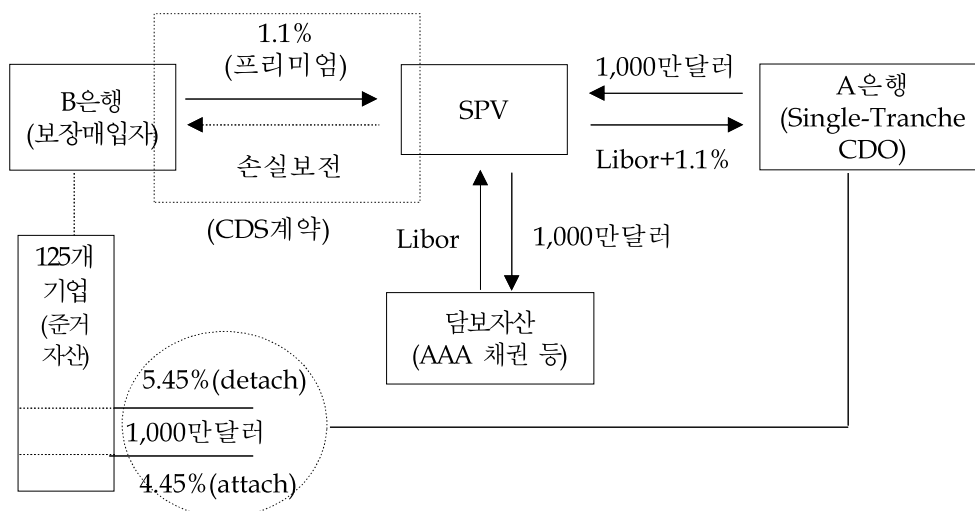 1.1%
(프리미엄)
B은행
(보장매입자)
손실보전
(CDS계약)
SPV
1,000만달러
Libor+1.1%
A은행
(Single-Tranche
CDO)
Libor
1,000만달러
담보자산
(AAA 채권 등)
125개
기업
(준거
자산)
5.45%(detach)
1,000만달러
4.45%(attach)